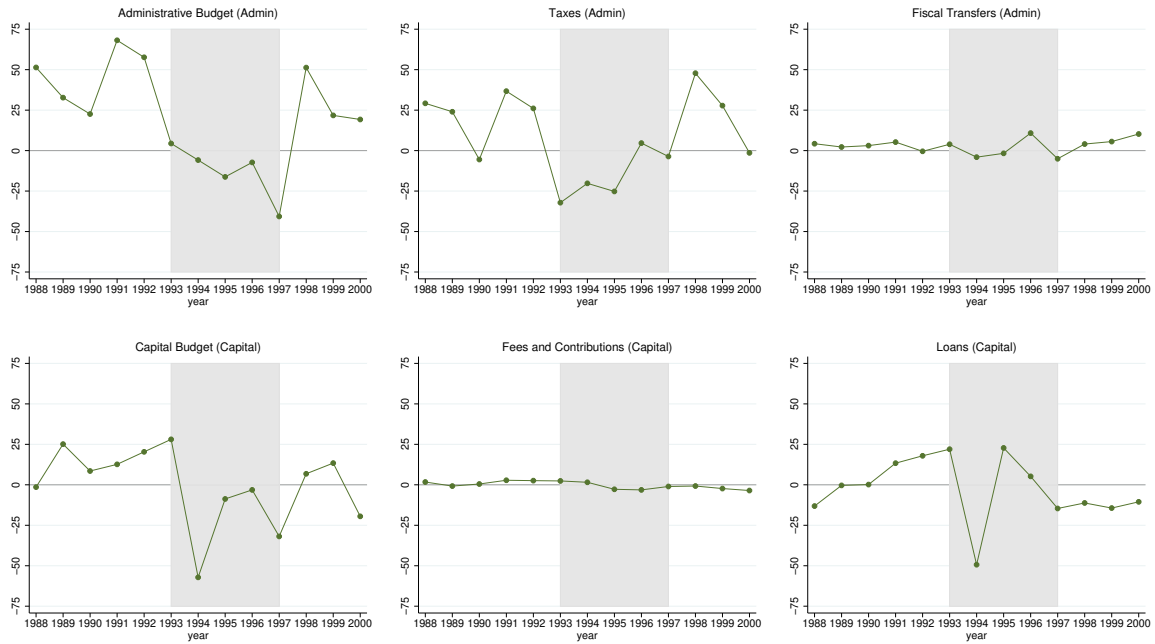 Administrative Budget (Admin)
75
50
25
0
−25
−50
−75
1988 1989 1990 1991 1992 1993 1994 1995 1996 1997 1998 1999 2000
year
Taxes (Admin)
75
50
25
0
−25
−50
−75
1988 1989 1990 1991 1992 1993 1994 1995 1996 1997 1998 1999 2000
year
Fiscal Transfers (Admin)
75
50
25
0
−25
−50
−75
1988 1989 1990 1991 1992 1993 1994 1995 1996 1997 1998 1999 2000
year
Capital Budget (Capital)
75
50
25
0
−25
−50
−75
1988 1989 1990 1991 1992 1993 1994 1995 1996 1997 1998 1999 2000
year
Fees and Contributions (Capital)
75
50
25
0
−25
−50
−75
1988 1989 1990 1991 1992 1993 1994 1995 1996 1997 1998 1999 2000
year
Loans (Capital)
75
50
25
0
−25
−50
−75
1988 1989 1990 1991 1992 1993 1994 1995 1996 1997 1998 1999 2000
year